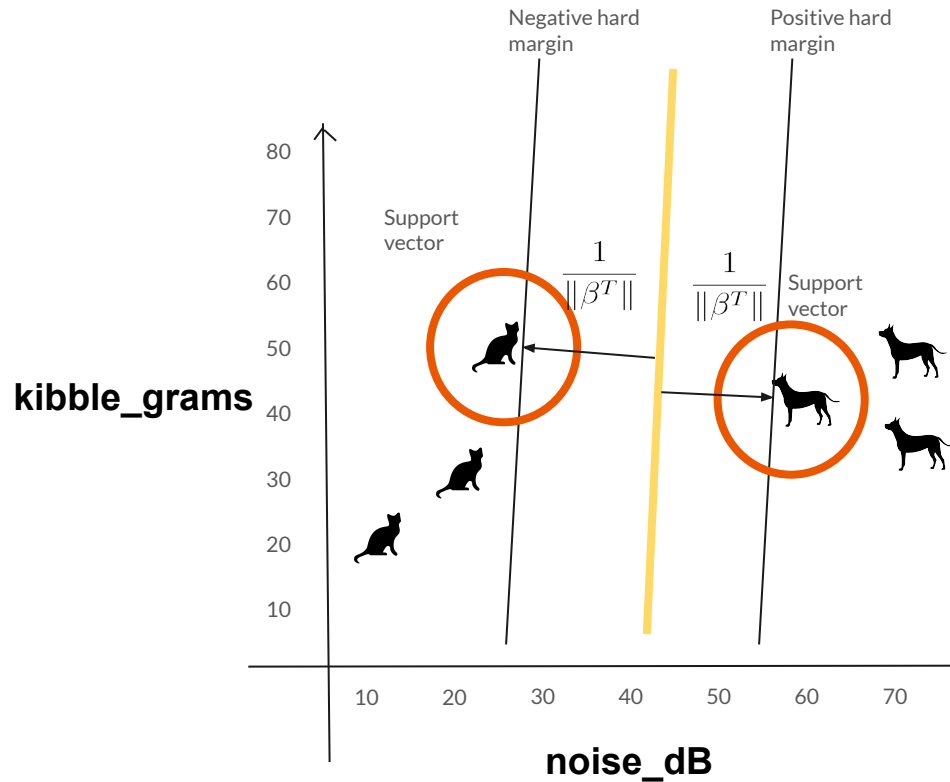 Negative hard
margin
Positive hard
margin
80
70
Support
vector
60
1
‖β^T‖
1
‖β^T‖
Support
vector
50
kibble_grams
40
30
20
10
10 20 30 40 50 60 70
noise_dB